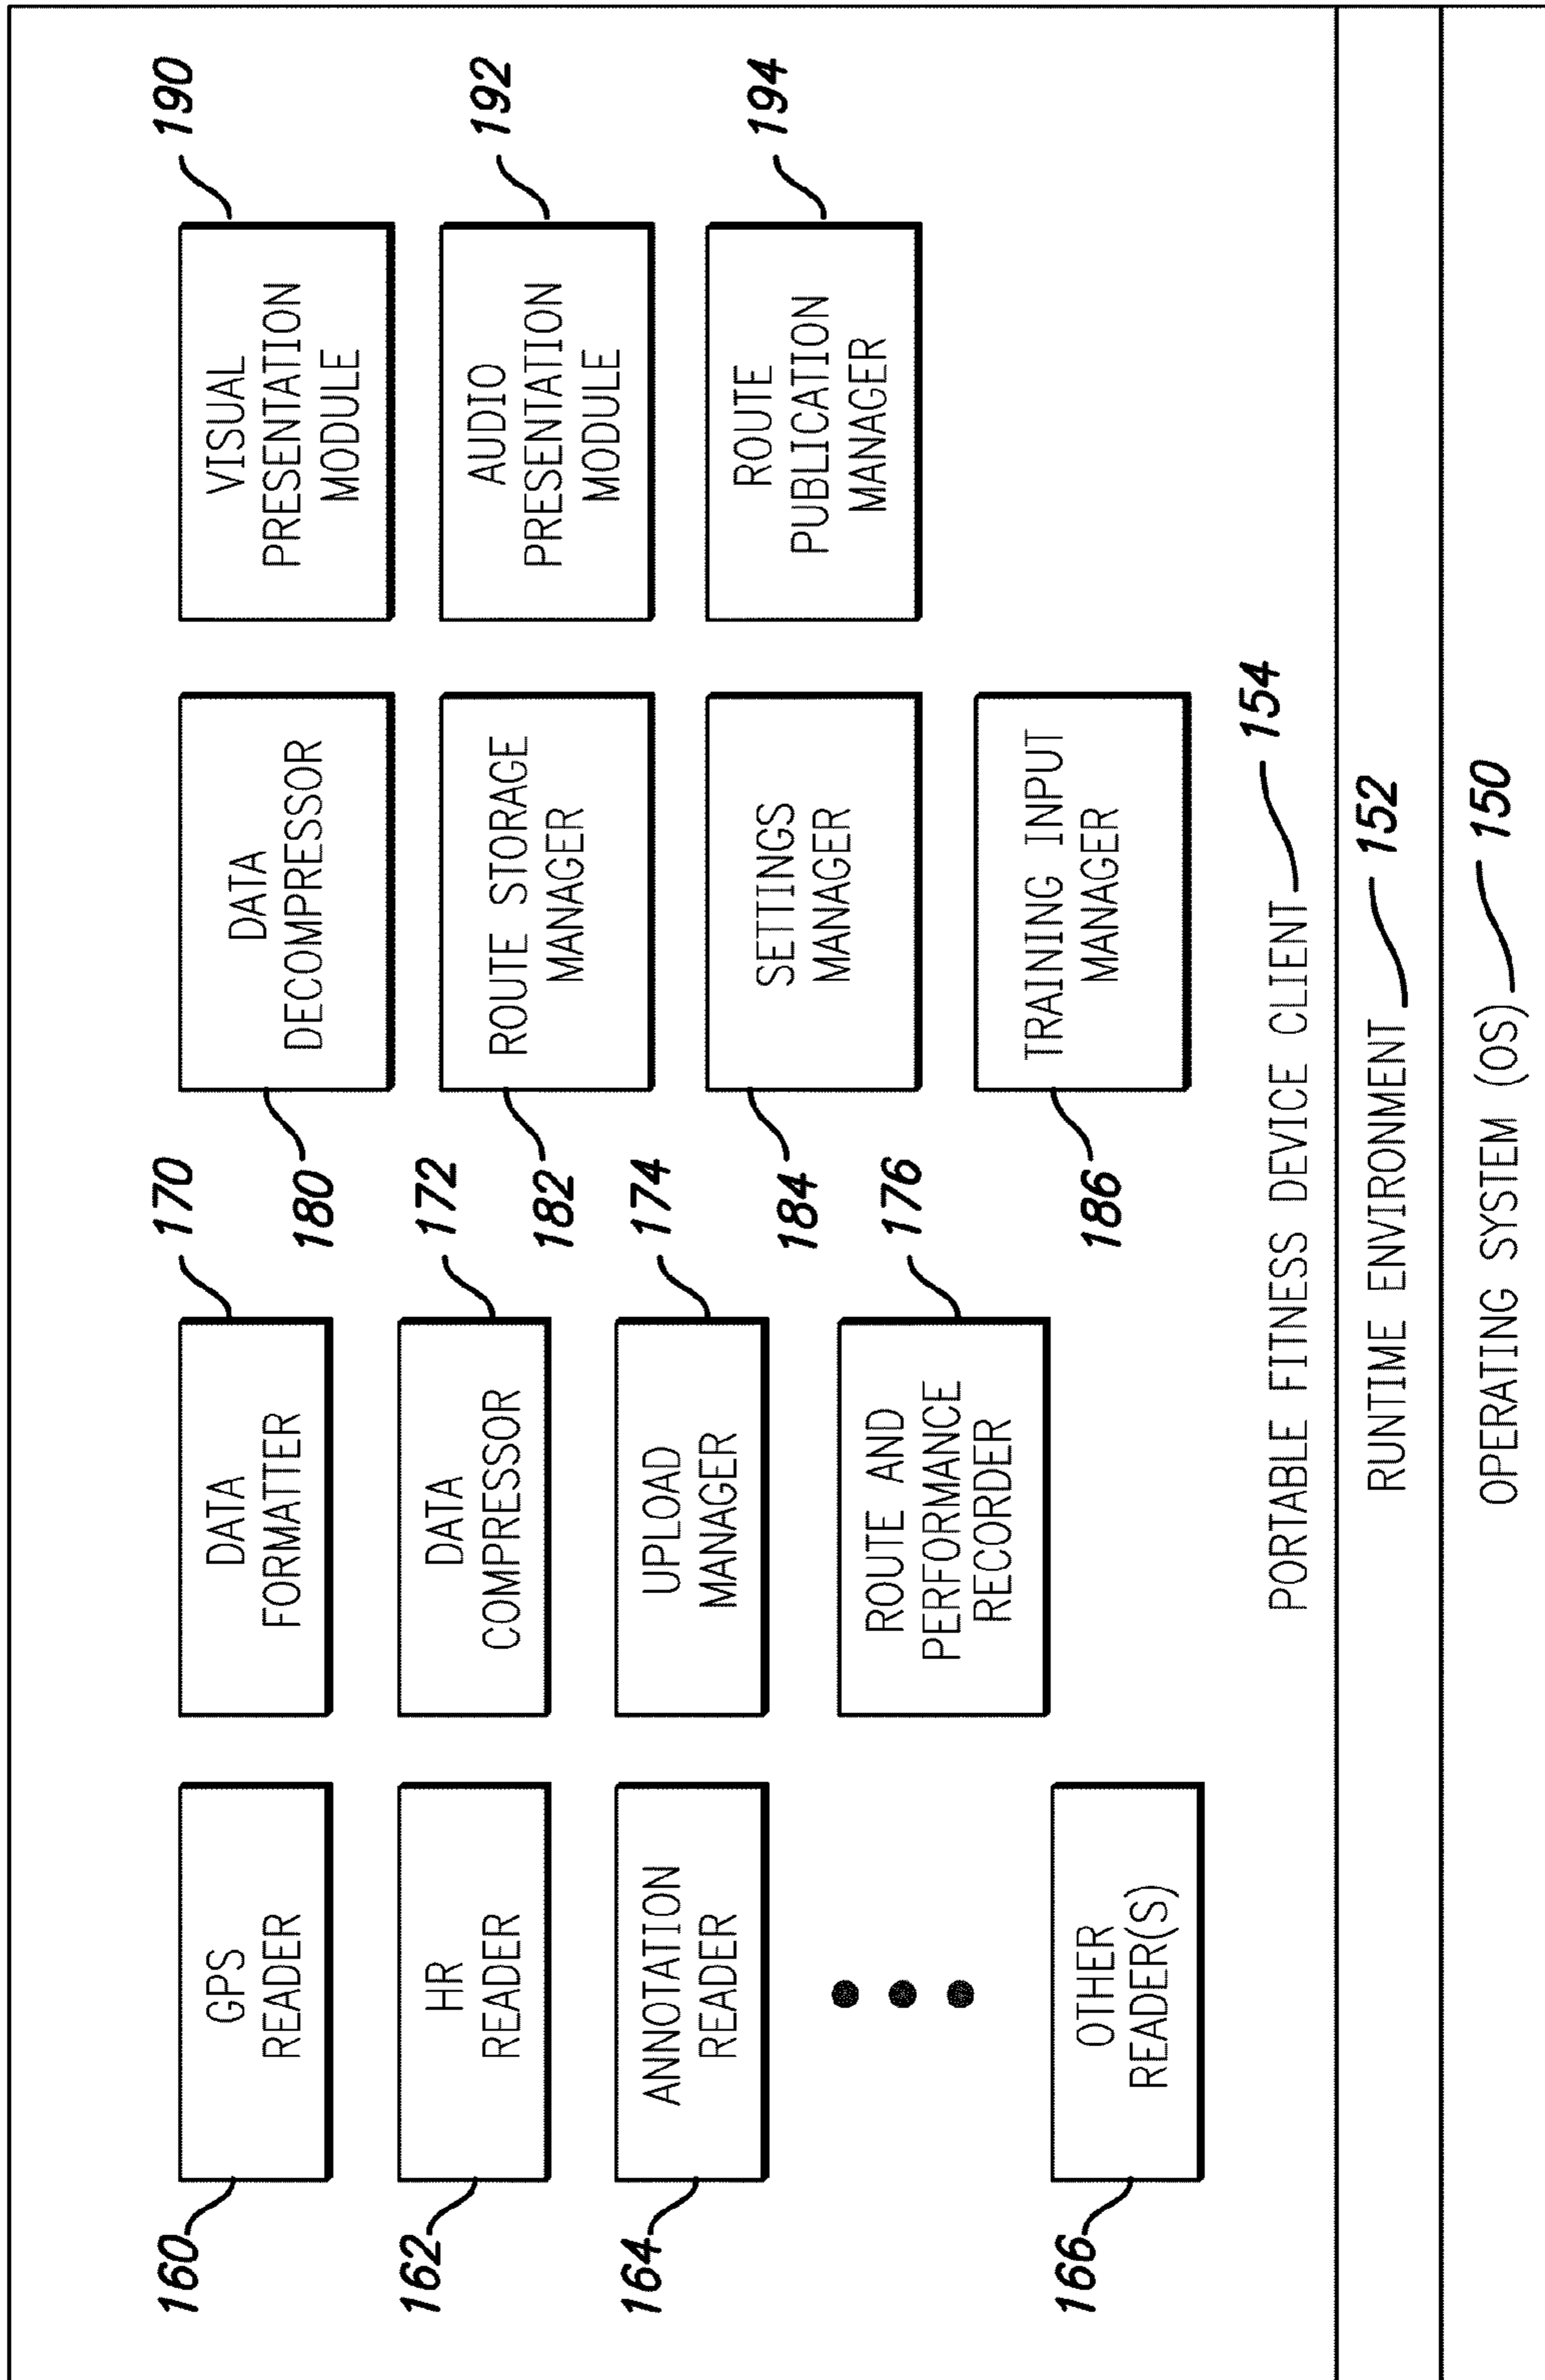 160
GPS
READER
162
HR
READER
164
ANNOTATION
READER
166
OTHER
READER(S)
170
DATA
FORMATTER
172
DATA
COMPRESSOR
174
UPLOAD
MANAGER
176
ROUTE AND
PERFORMANCE
RECORDER
180
DATA
DECOMPRESSOR
182
ROUTE STORAGE
MANAGER
184
SETTINGS
MANAGER
186
TRAINING INPUT
MANAGER
190
VISUAL
PRESENTATION
MODULE
192
AUDIO
PRESENTATION
MODULE
194
ROUTE
PUBLICATION
MANAGER
PORTABLE FITNESS DEVICE CLIENT 154
RUNTIME ENVIRONMENT 152
OPERATING SYSTEM (OS) 150